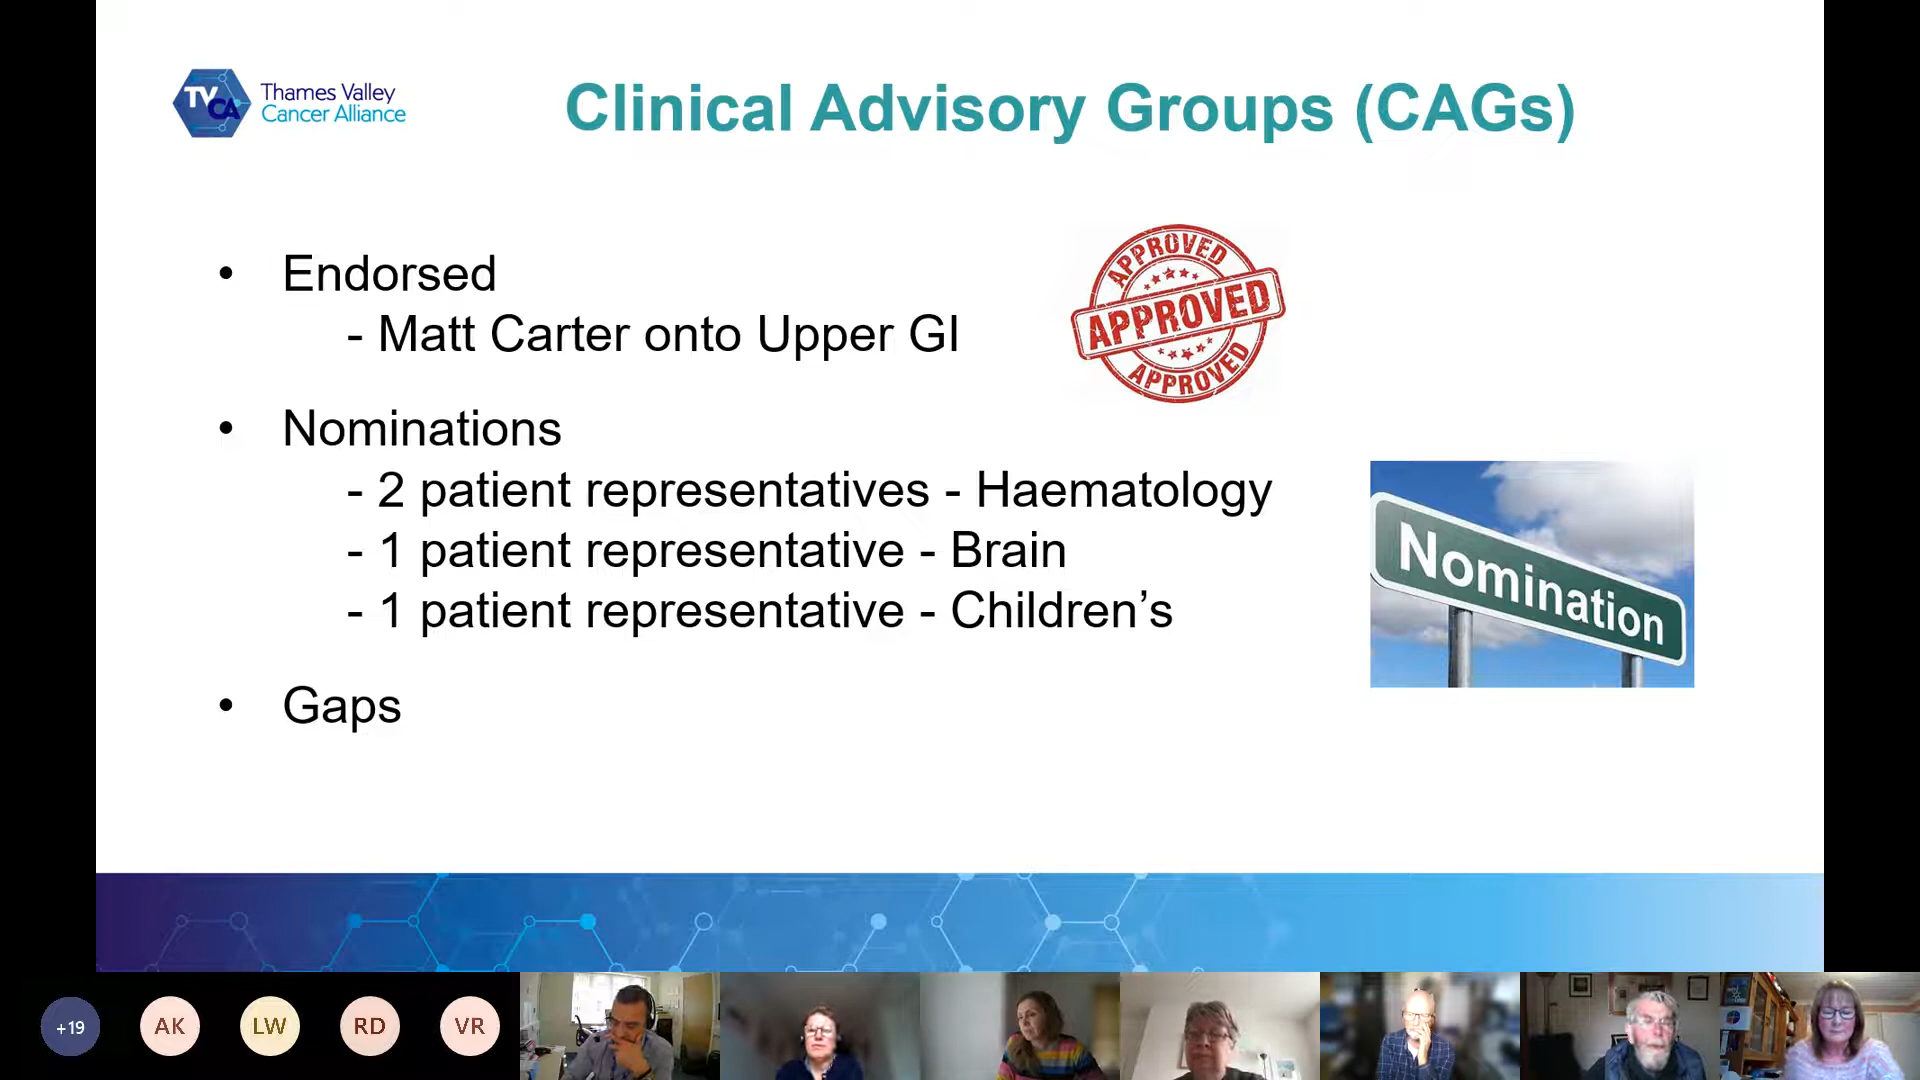 TVCA
Thames Valley
Cancer Alliance
Clinical Advisory Groups (CAGs)
• Endorsed
- Matt Carter onto Upper GI
APPROVED
APPROVED
APPROVED
• Nominations
- 2 patient representatives - Haematology
- 1 patient representative - Brain
- 1 patient representative - Children’s
Nomination
• Gaps
+19
AK
LW
RD
VR